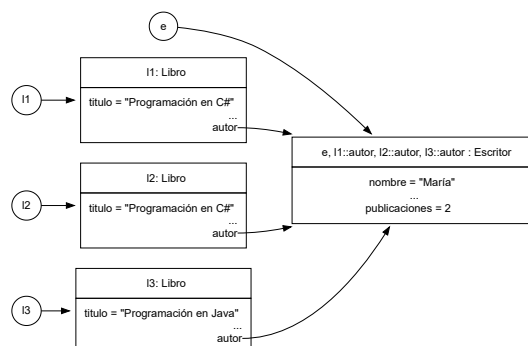 e
l1: Libro
l1
titulo = "Programación en C#"
...
autor
e, l1::autor, l2::autor, l3::autor : Escritor
nombre = "María"
...
publicaciones = 2
l2: Libro
l2
titulo = "Programación en C#"
...
autor
l3: Libro
l3
titulo = "Programación en Java"
...
autor